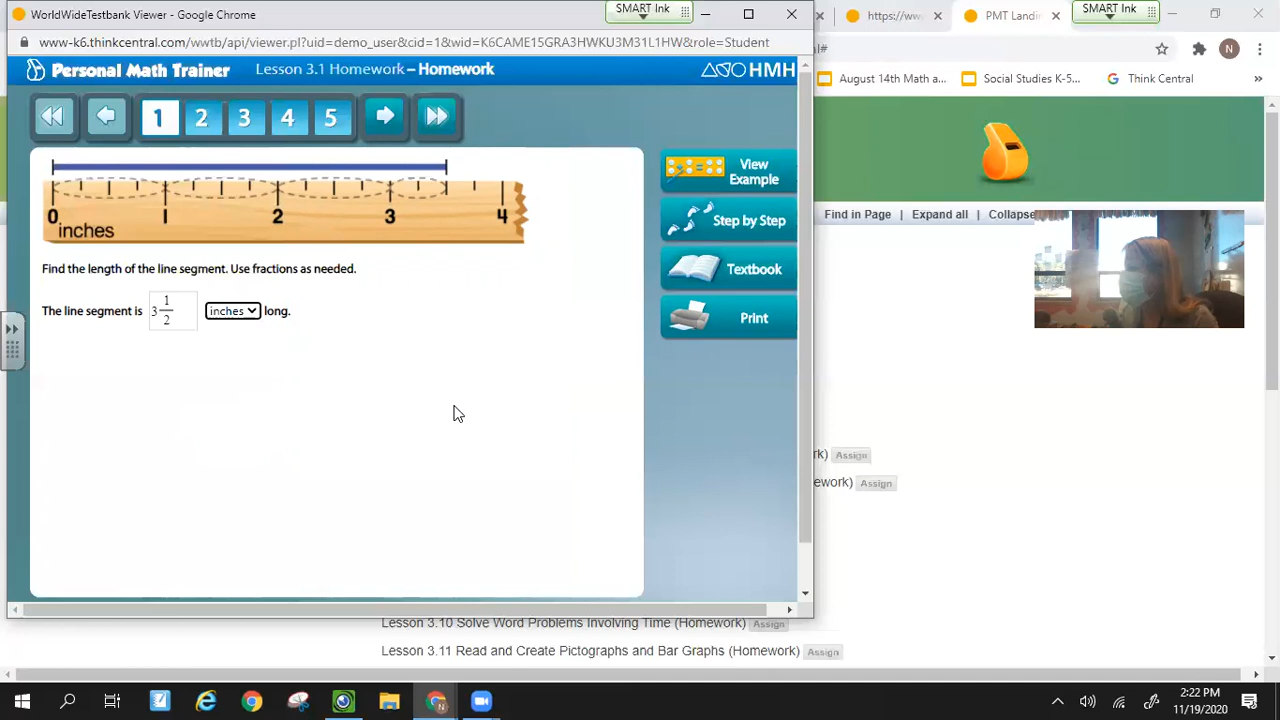 WorldWideTestbank Viewer - Google Chrome
SMART Ink
https://ww
PMT Landi
SMART Ink
www-k6.thinkcentral.com/wwtb/api/viewer.pl?uid=demo_user&cid=1&wid=K6CAME15GRA3HWKU3M31L1HW&role=Student
l#
N
Personal Math Trainer
Lesson 3.1 Homework – Homework
HMH
August 14th Math a...
Social Studies K-5...
Think Central
»
1 2 3 4 5
View Example
Step by Step
Textbook
Print
0 1 2 3 4
inches
Find in Page | Expand all | Collapse
Find the length of the line segment. Use fractions as needed.
The line segment is 3 1/2 inches long.
rk) Assign
ework) Assign
Lesson 3.10 Solve Word Problems Involving Time (Homework) Assign
Lesson 3.11 Read and Create Pictographs and Bar Graphs (Homework) Assign
2:22 PM
11/19/2020